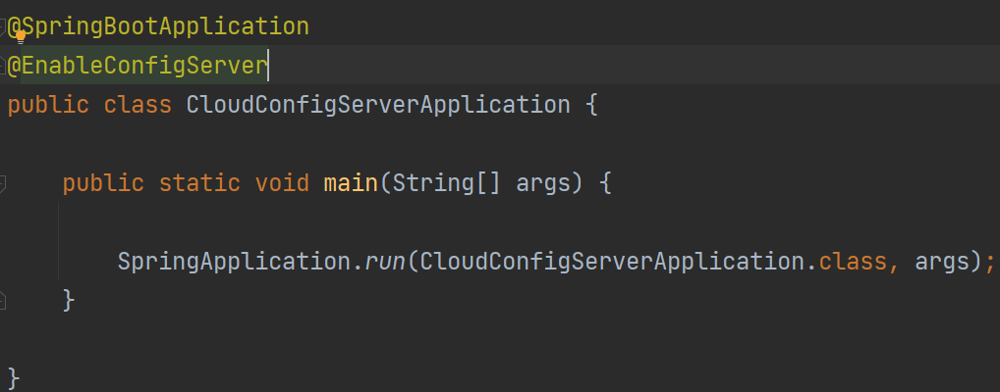 @SpringBootApplication
@EnableConfigServer
public class CloudConfigServerApplication {
public static void main(String[] args) {
SpringApplication.run(CloudConfigServerApplication.class, args);
}
}